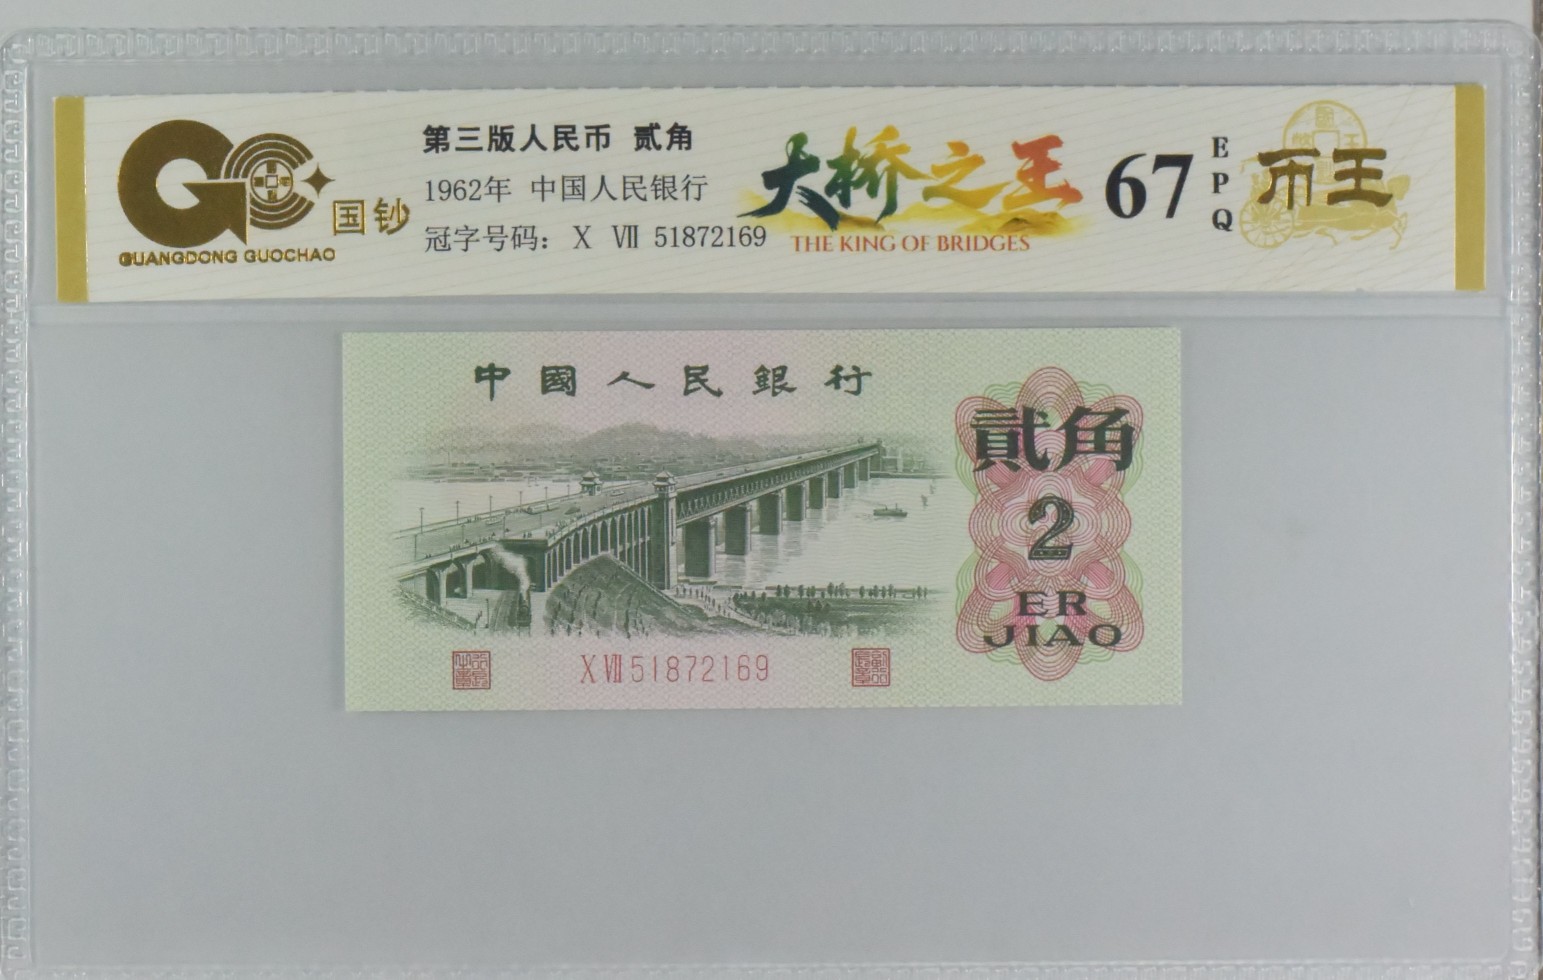 国钞
GUANGDONG GUOCHAO
第三版人民币 贰角
1962年 中国人民银行
冠字号码：X Ⅶ 51872169
大桥之王
THE KING OF BRIDGES
67
EPQ
币王
中國人民銀行
貳角
2
ER
JIAO
X Ⅶ 51872169